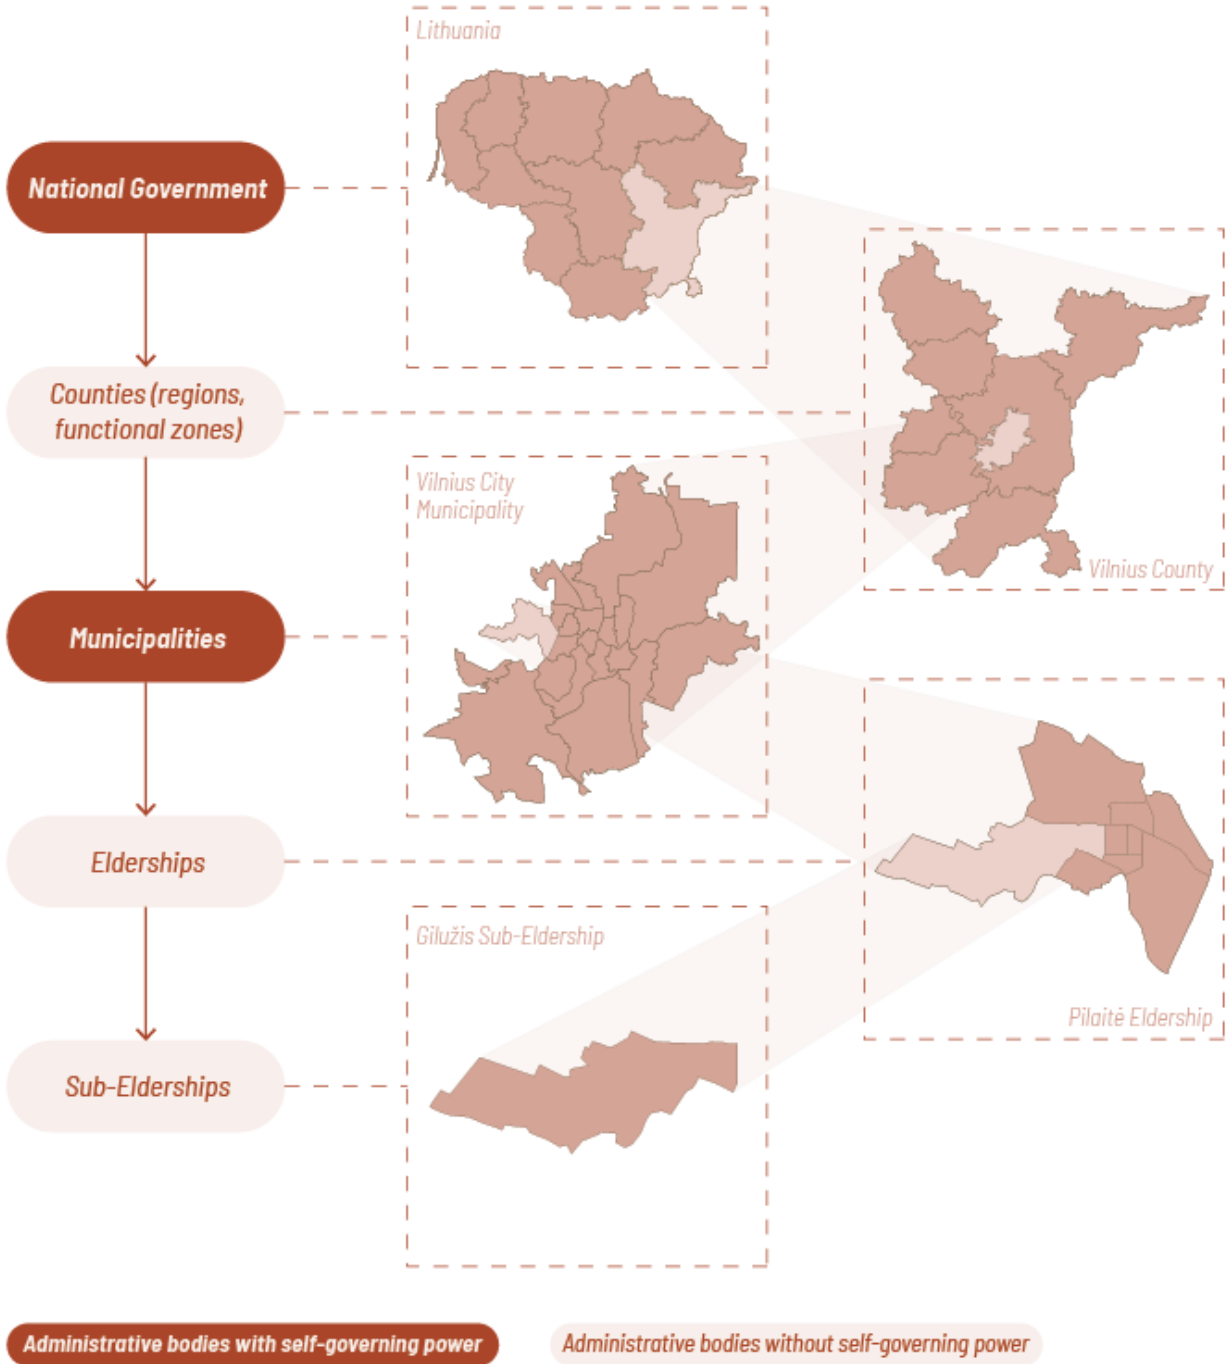 Lithuania
National Government
Counties (regions,
functional zones)
Vilnius City
Municipality
Vilnius County
Municipalities
Elderships
Gilužis Sub-Eldership
Pilaitė Eldership
Sub-Elderships
Administrative bodies with self-governing power
Administrative bodies without self-governing power